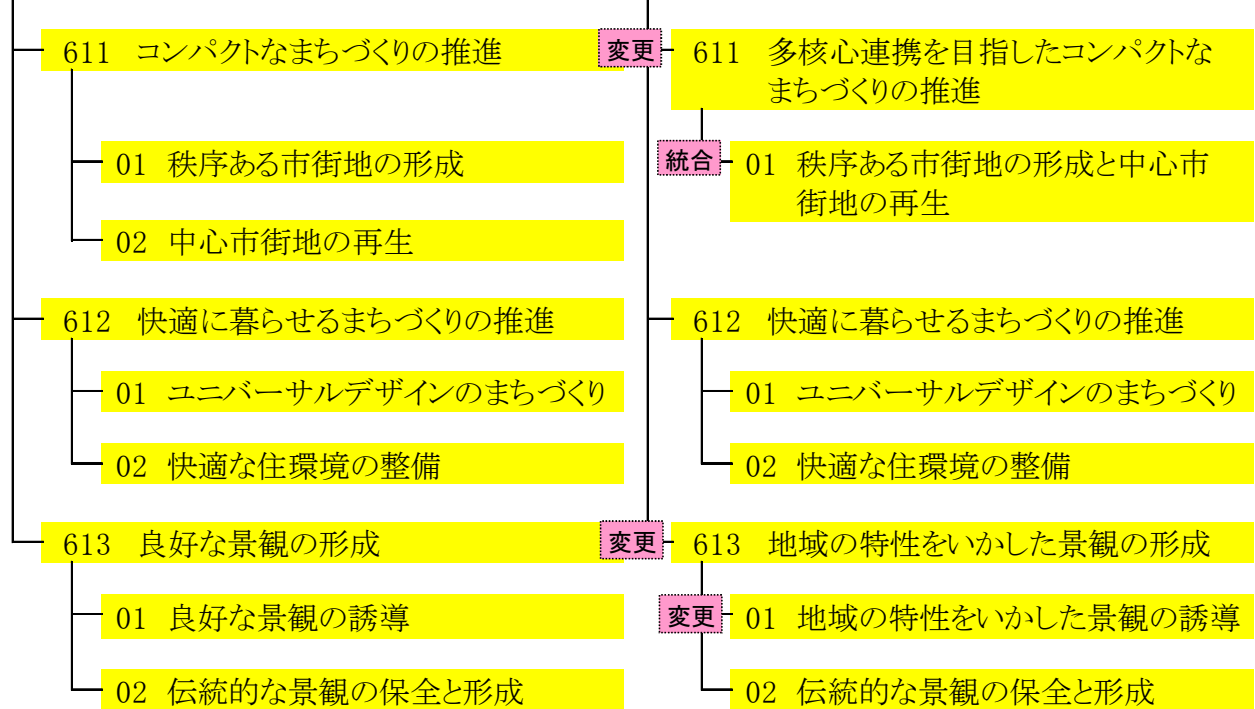 611 コンパクトなまちづくりの推進
01 秩序ある市街地の形成
02 中心市街地の再生
612 快適に暮らせるまちづくりの推進
01 ユニバーサルデザインのまちづくり
02 快適な住環境の整備
613 良好な景観の形成
01 良好な景観の誘導
02 伝統的な景観の保全と形成
変更
611 多核心連携を目指したコンパクトな
まちづくりの推進
統合
01 秩序ある市街地の形成と中心市
街地の再生
612 快適に暮らせるまちづくりの推進
01 ユニバーサルデザインのまちづくり
02 快適な住環境の整備
変更
613 地域の特性をいかした景観の形成
変更
01 地域の特性をいかした景観の誘導
02 伝統的な景観の保全と形成